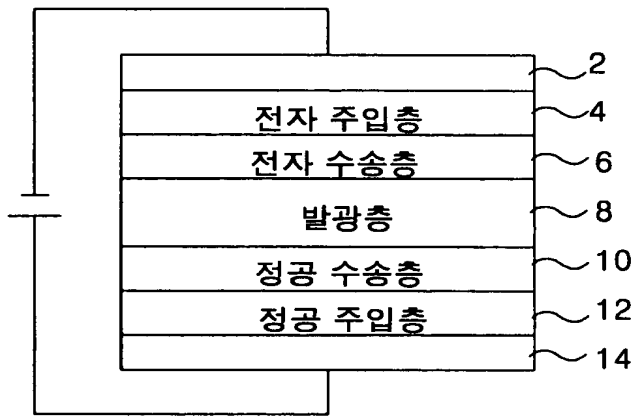 2
전자 주입층 4
전자 수송층 6
발광층 8
정공 수송층 10
정공 주입층 12
14